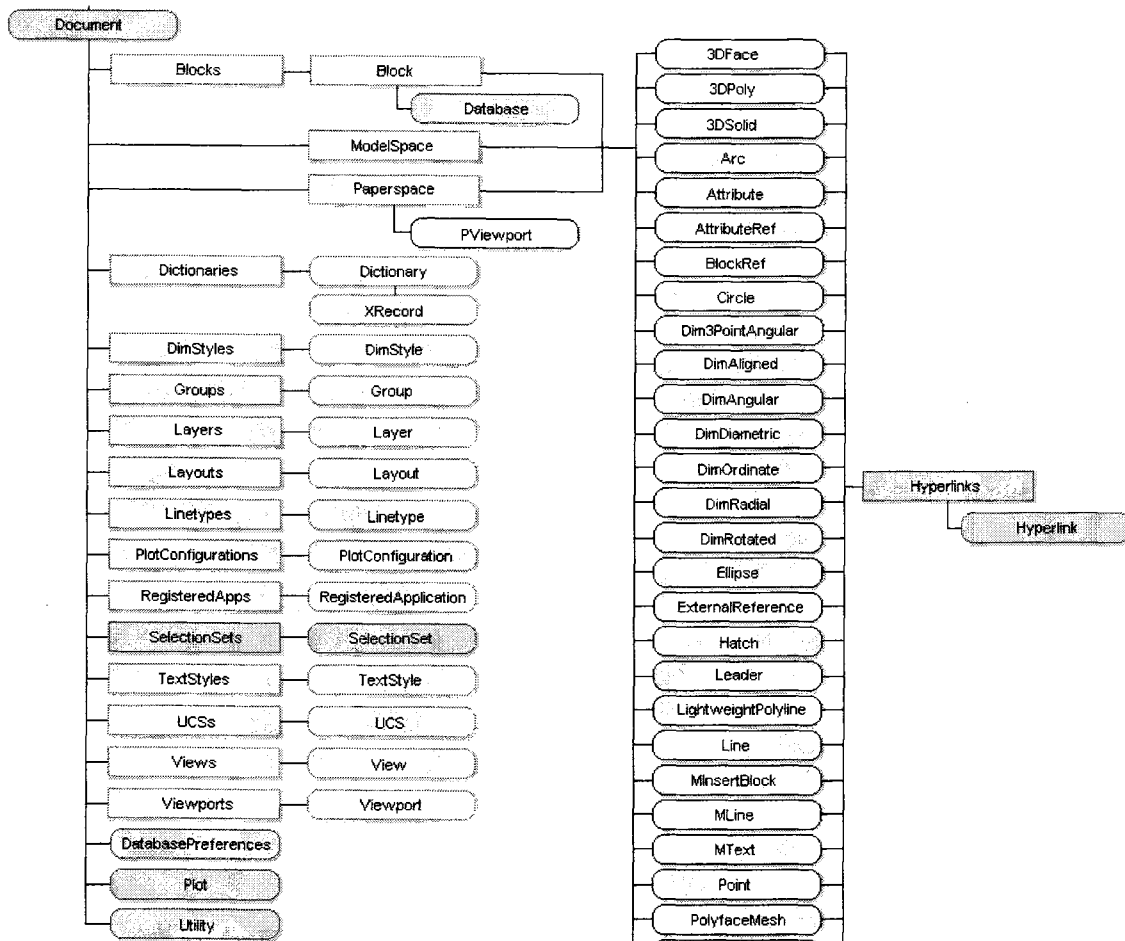 Document
Blocks
Block
Database
ModelSpace
Paperspace
PViewport
Dictionaries
Dictionary
XRecord
DimStyles
DimStyle
Groups
Group
Layers
Layer
Layouts
Layout
Linetypes
Linetype
PlotConfigurations
PlotConfiguration
RegisteredApps
RegisteredApplication
SelectionSets
SelectionSet
TextStyles
TextStyle
UCSs
UCS
Views
View
Viewports
Viewport
DatabasePreferences
Plot
Utility
3DFace
3DPoly
3DSolid
Arc
Attribute
AttributeRef
BlockRef
Circle
Dim3PointAngular
DimAligned
DimAngular
DimDiametric
DimOrdinate
DimRadial
DimRotated
Ellipse
ExternalReference
Hatch
Leader
LightweightPolyline
Line
MInsertBlock
MLine
MText
Point
PolyfaceMesh
Hyperlinks
Hyperlink